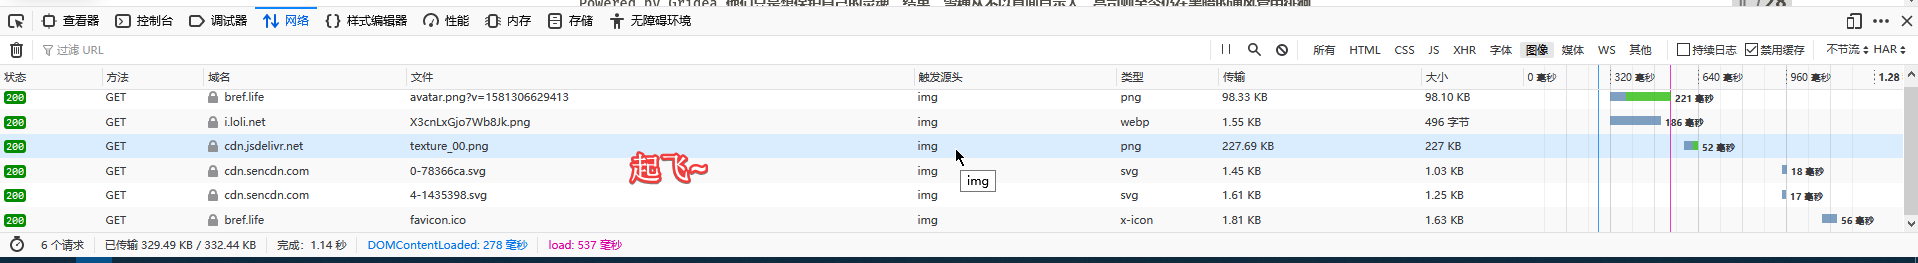 Powered by Gridea
查看器 控制台 调试器 网络 样式编辑器 性能 内存 存储 无障碍环境
过滤 URL 所有 HTML CSS JS XHR 字体 图像 媒体 WS 其他 持续日志 禁用缓存 不节流 HAR
状态 方法 域名 文件 触发源头 类型 传输 大小 0 毫秒 320 毫秒 640 毫秒 960 毫秒 1.28
200 GET bref.life avatar.png?v=1581306629413 img png 98.33 KB 98.10 KB 221 毫秒
200 GET i.loli.net X3cnLxGjo7Wb8Jk.png img webp 1.55 KB 496 字节 186 毫秒
200 GET cdn.jsdelivr.net texture_00.png img png 227.69 KB 227 KB 52 毫秒
起飞~
200 GET cdn.sencdn.com 0-78366ca.svg img svg 1.45 KB 1.03 KB 18 毫秒
img
200 GET cdn.sencdn.com 4-1435398.svg img svg 1.61 KB 1.25 KB 17 毫秒
200 GET bref.life favicon.ico img x-icon 1.81 KB 1.63 KB 56 毫秒
6 个请求 已传输 329.49 KB / 332.44 KB 完成：1.14 秒 DOMContentLoaded: 278 毫秒 load: 537 毫秒